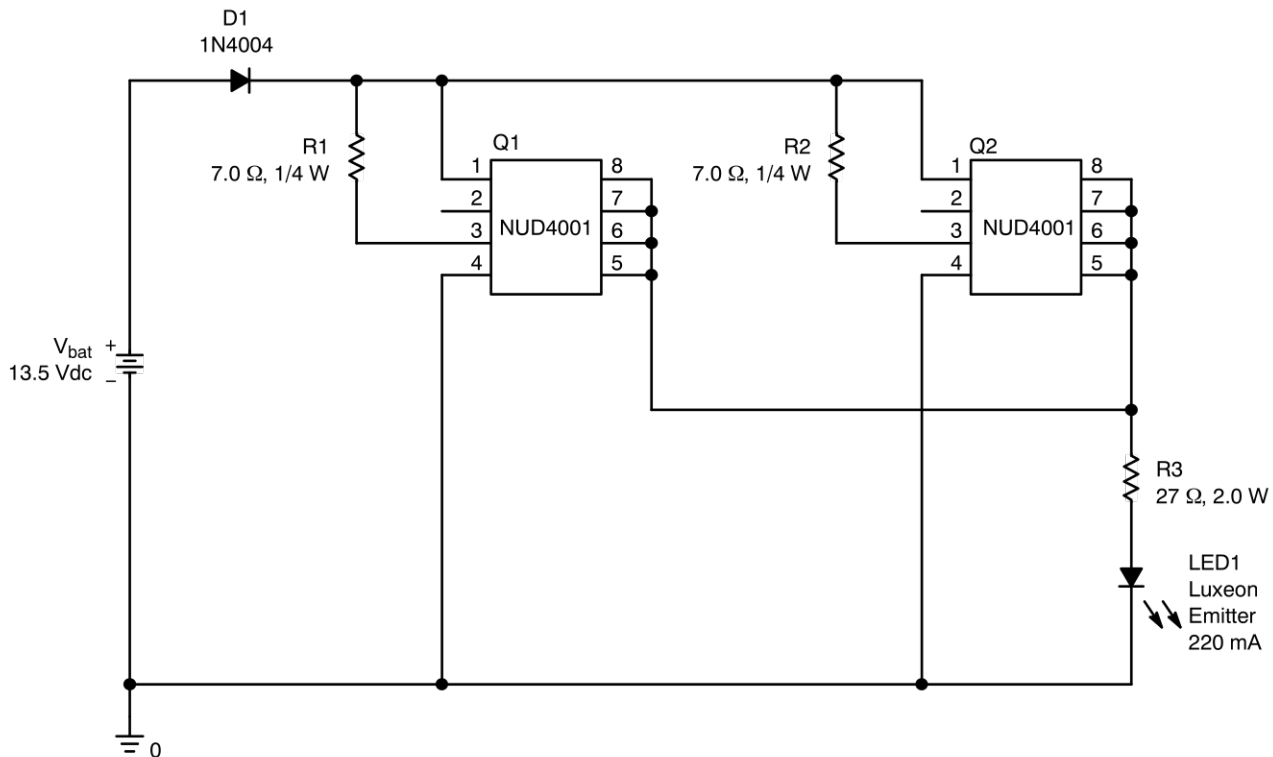 D1
1N4004
R1
7.0 Ω, 1/4 W
Q1
1
2
3
4
NUD4001
8
7
6
5
R2
7.0 Ω, 1/4 W
Q2
1
2
3
4
NUD4001
8
7
6
5
Vbat +
13.5 Vdc −
R3
27 Ω, 2.0 W
LED1
Luxeon
Emitter
220 mA
0